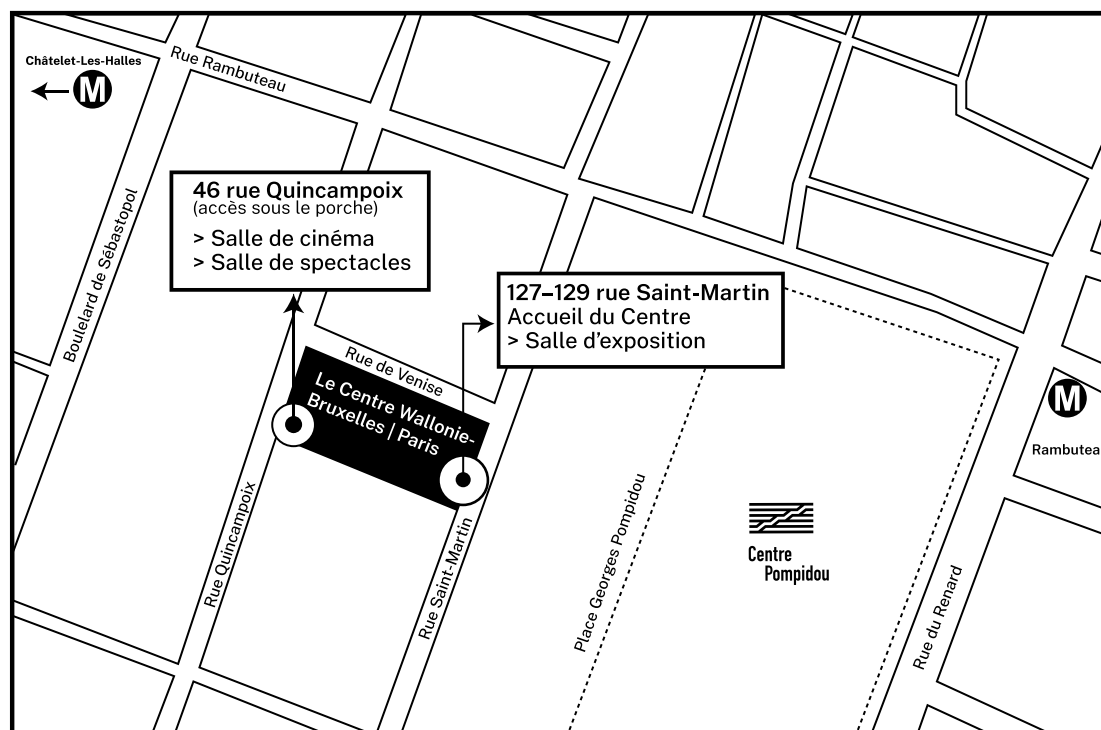 Châtelet-Les-Halles
M
Rue Rambuteau
Boulelard de Sébastopol
46 rue Quincampoix
(accès sous le porche)
> Salle de cinéma
> Salle de spectacles
127–129 rue Saint-Martin
Accueil du Centre
> Salle d’exposition
Rue de Venise
Le Centre Wallonie-
Bruxelles | Paris
M
Rambutea
Rue Quincampoix
Rue Saint-Martin
Place Georges Pompidou
Centre
Pompidou
Rue du Renard